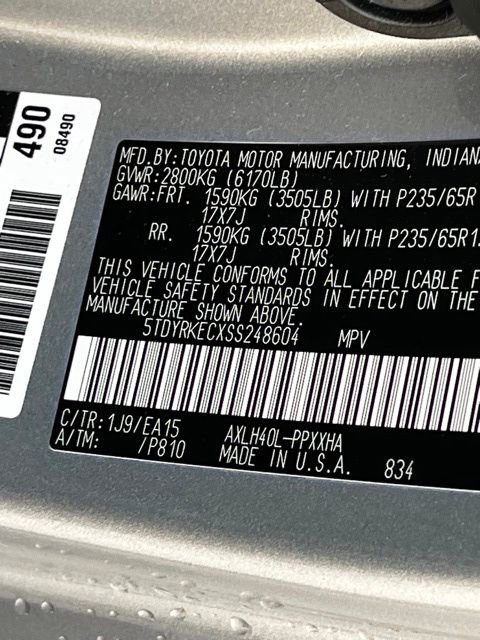 490
08490
MFD.BY:TOYOTA MOTOR MANUFACTURING, INDIAN
GVWR:2800KG (6170LB)
GAWR:FRT. 1590KG (3505LB) WITH P235/65R
17X7J RIMS.
RR. 1590KG (3505LB) WITH P235/65R1
17X7J RIMS.
THIS VEHICLE CONFORMS TO ALL APPLICABLE F
VEHICLE SAFETY STANDARDS IN EFFECT ON THE
MANUFACTURE SHOWN ABOVE.
5TDYRKECXSS248604 MPV
C/TR:1J9/EA15 AXLH40L-PPXXHA
A/TM: /P810 MADE IN U.S.A. 834